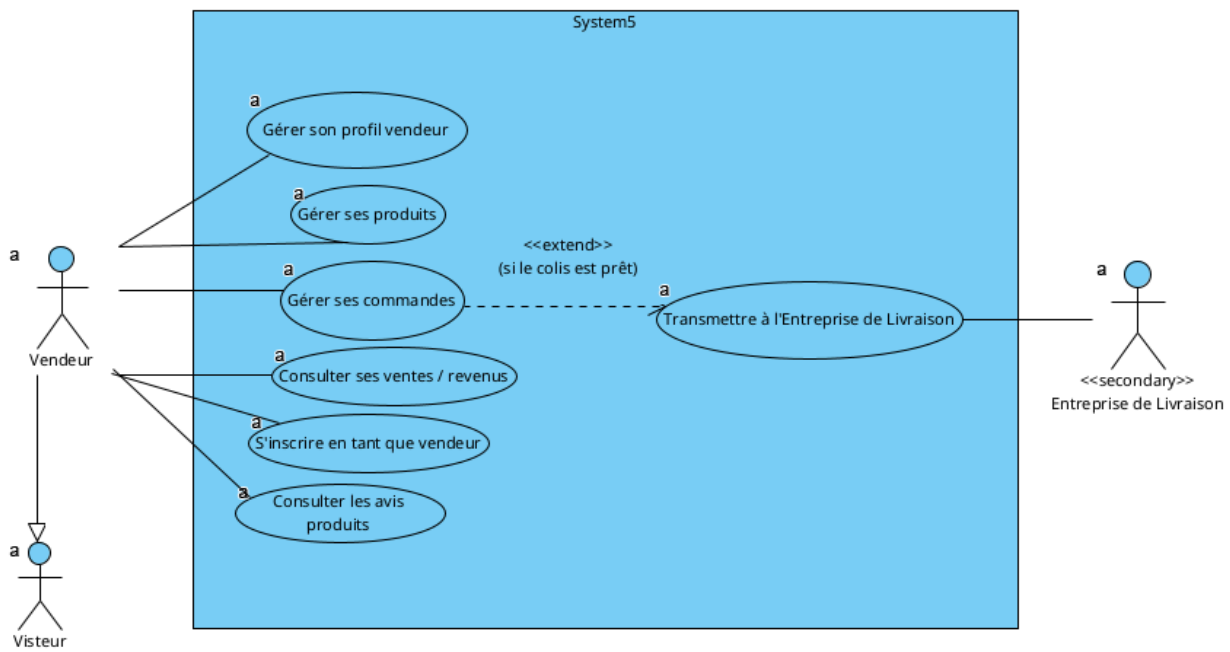 System5
a
Gérer son profil vendeur
a
Gérer ses produits
<<extend>>
(si le colis est prêt)
a
Vendeur
a
Gérer ses commandes
a
Transmettre à l'Entreprise de Livraison
a
<<secondary>>
Entreprise de Livraison
a
Consulter ses ventes / revenus
a
S'inscrire en tant que vendeur
a
Consulter les avis
produits
a
Visteur